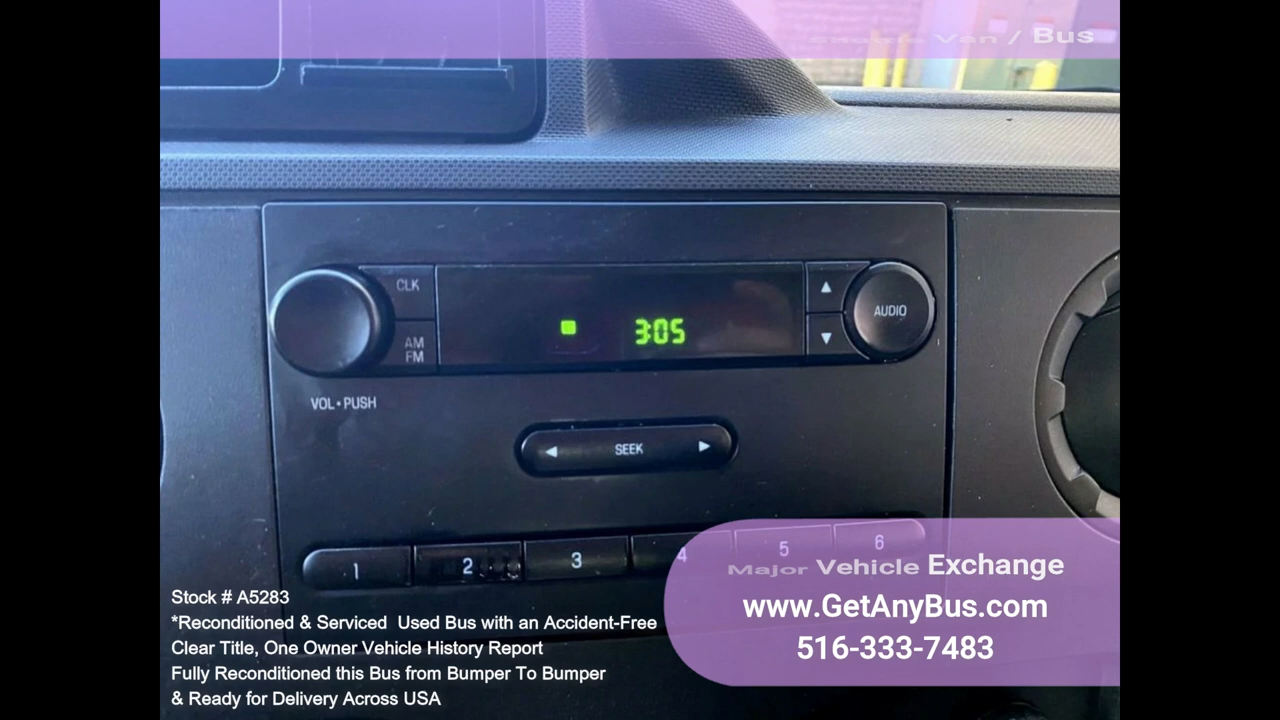 Van / Bus
CLK
AUDIO
3:05
AM
FM
VOL • PUSH
SEEK
1 2 3 4 5 6
Major Vehicle Exchange
www.GetAnyBus.com
516-333-7483
Stock # A5283
*Reconditioned & Serviced Used Bus with an Accident-Free
Clear Title, One Owner Vehicle History Report
Fully Reconditioned this Bus from Bumper To Bumper
& Ready for Delivery Across USA